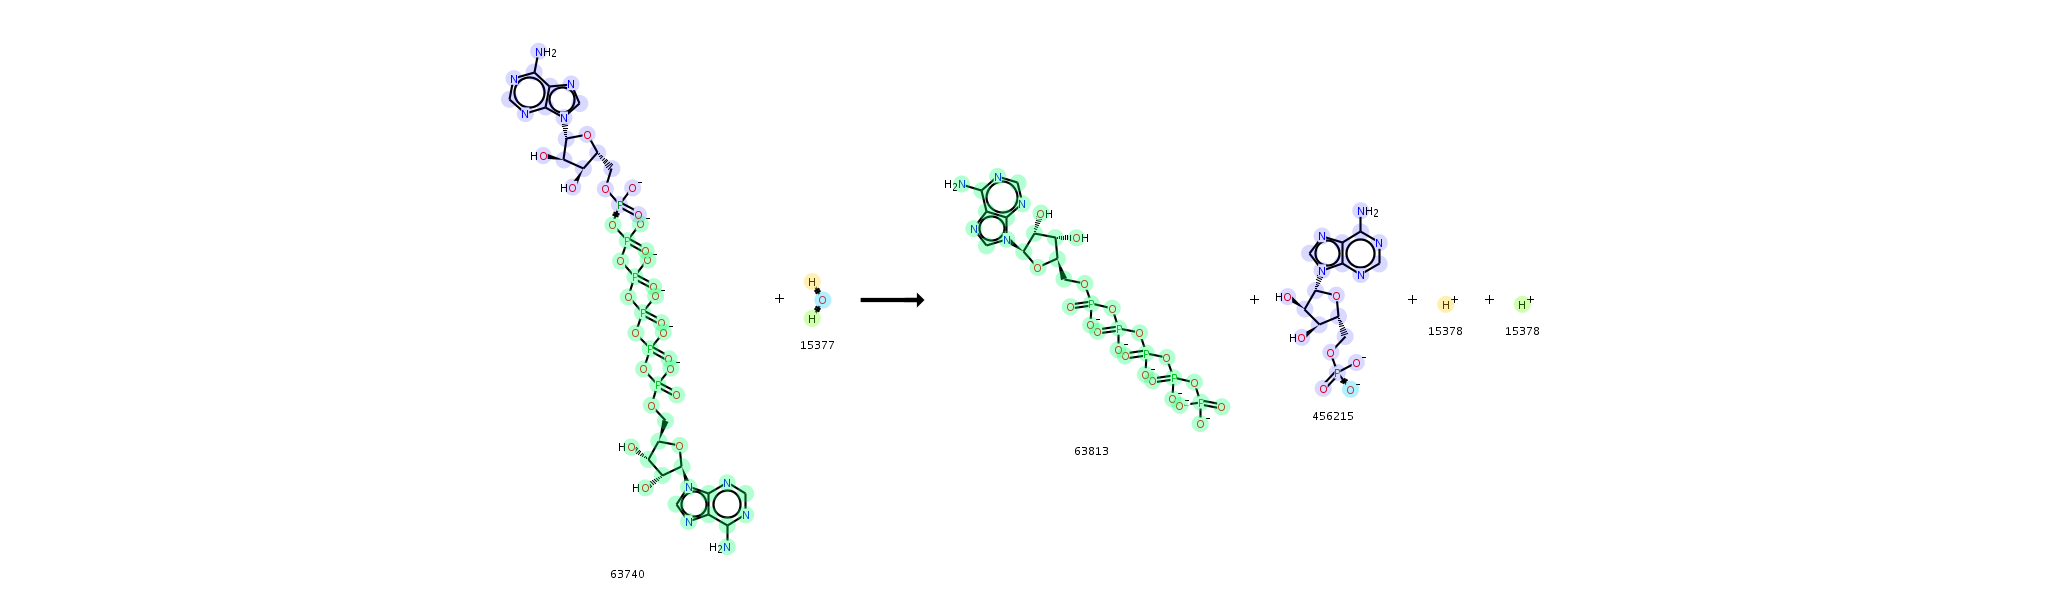 NH2
N N
N N
O
HO
HO O O-
P O
O O-
P O
O O-
P O
O O-
P O
O O-
P O
O O-
P O
O
HO O
HO N N
N N
H2N
63740
+
H
O
H
15377
H2N N
N
OH
N N OH
O
O
O P O
O- O P O
O- O P O
O- O P O
O- O- P O
O-
63813
+
NH2
N N
N N
HO O
HO
O
P O-
O O-
456215
+
H+
15378
+
H+
15378